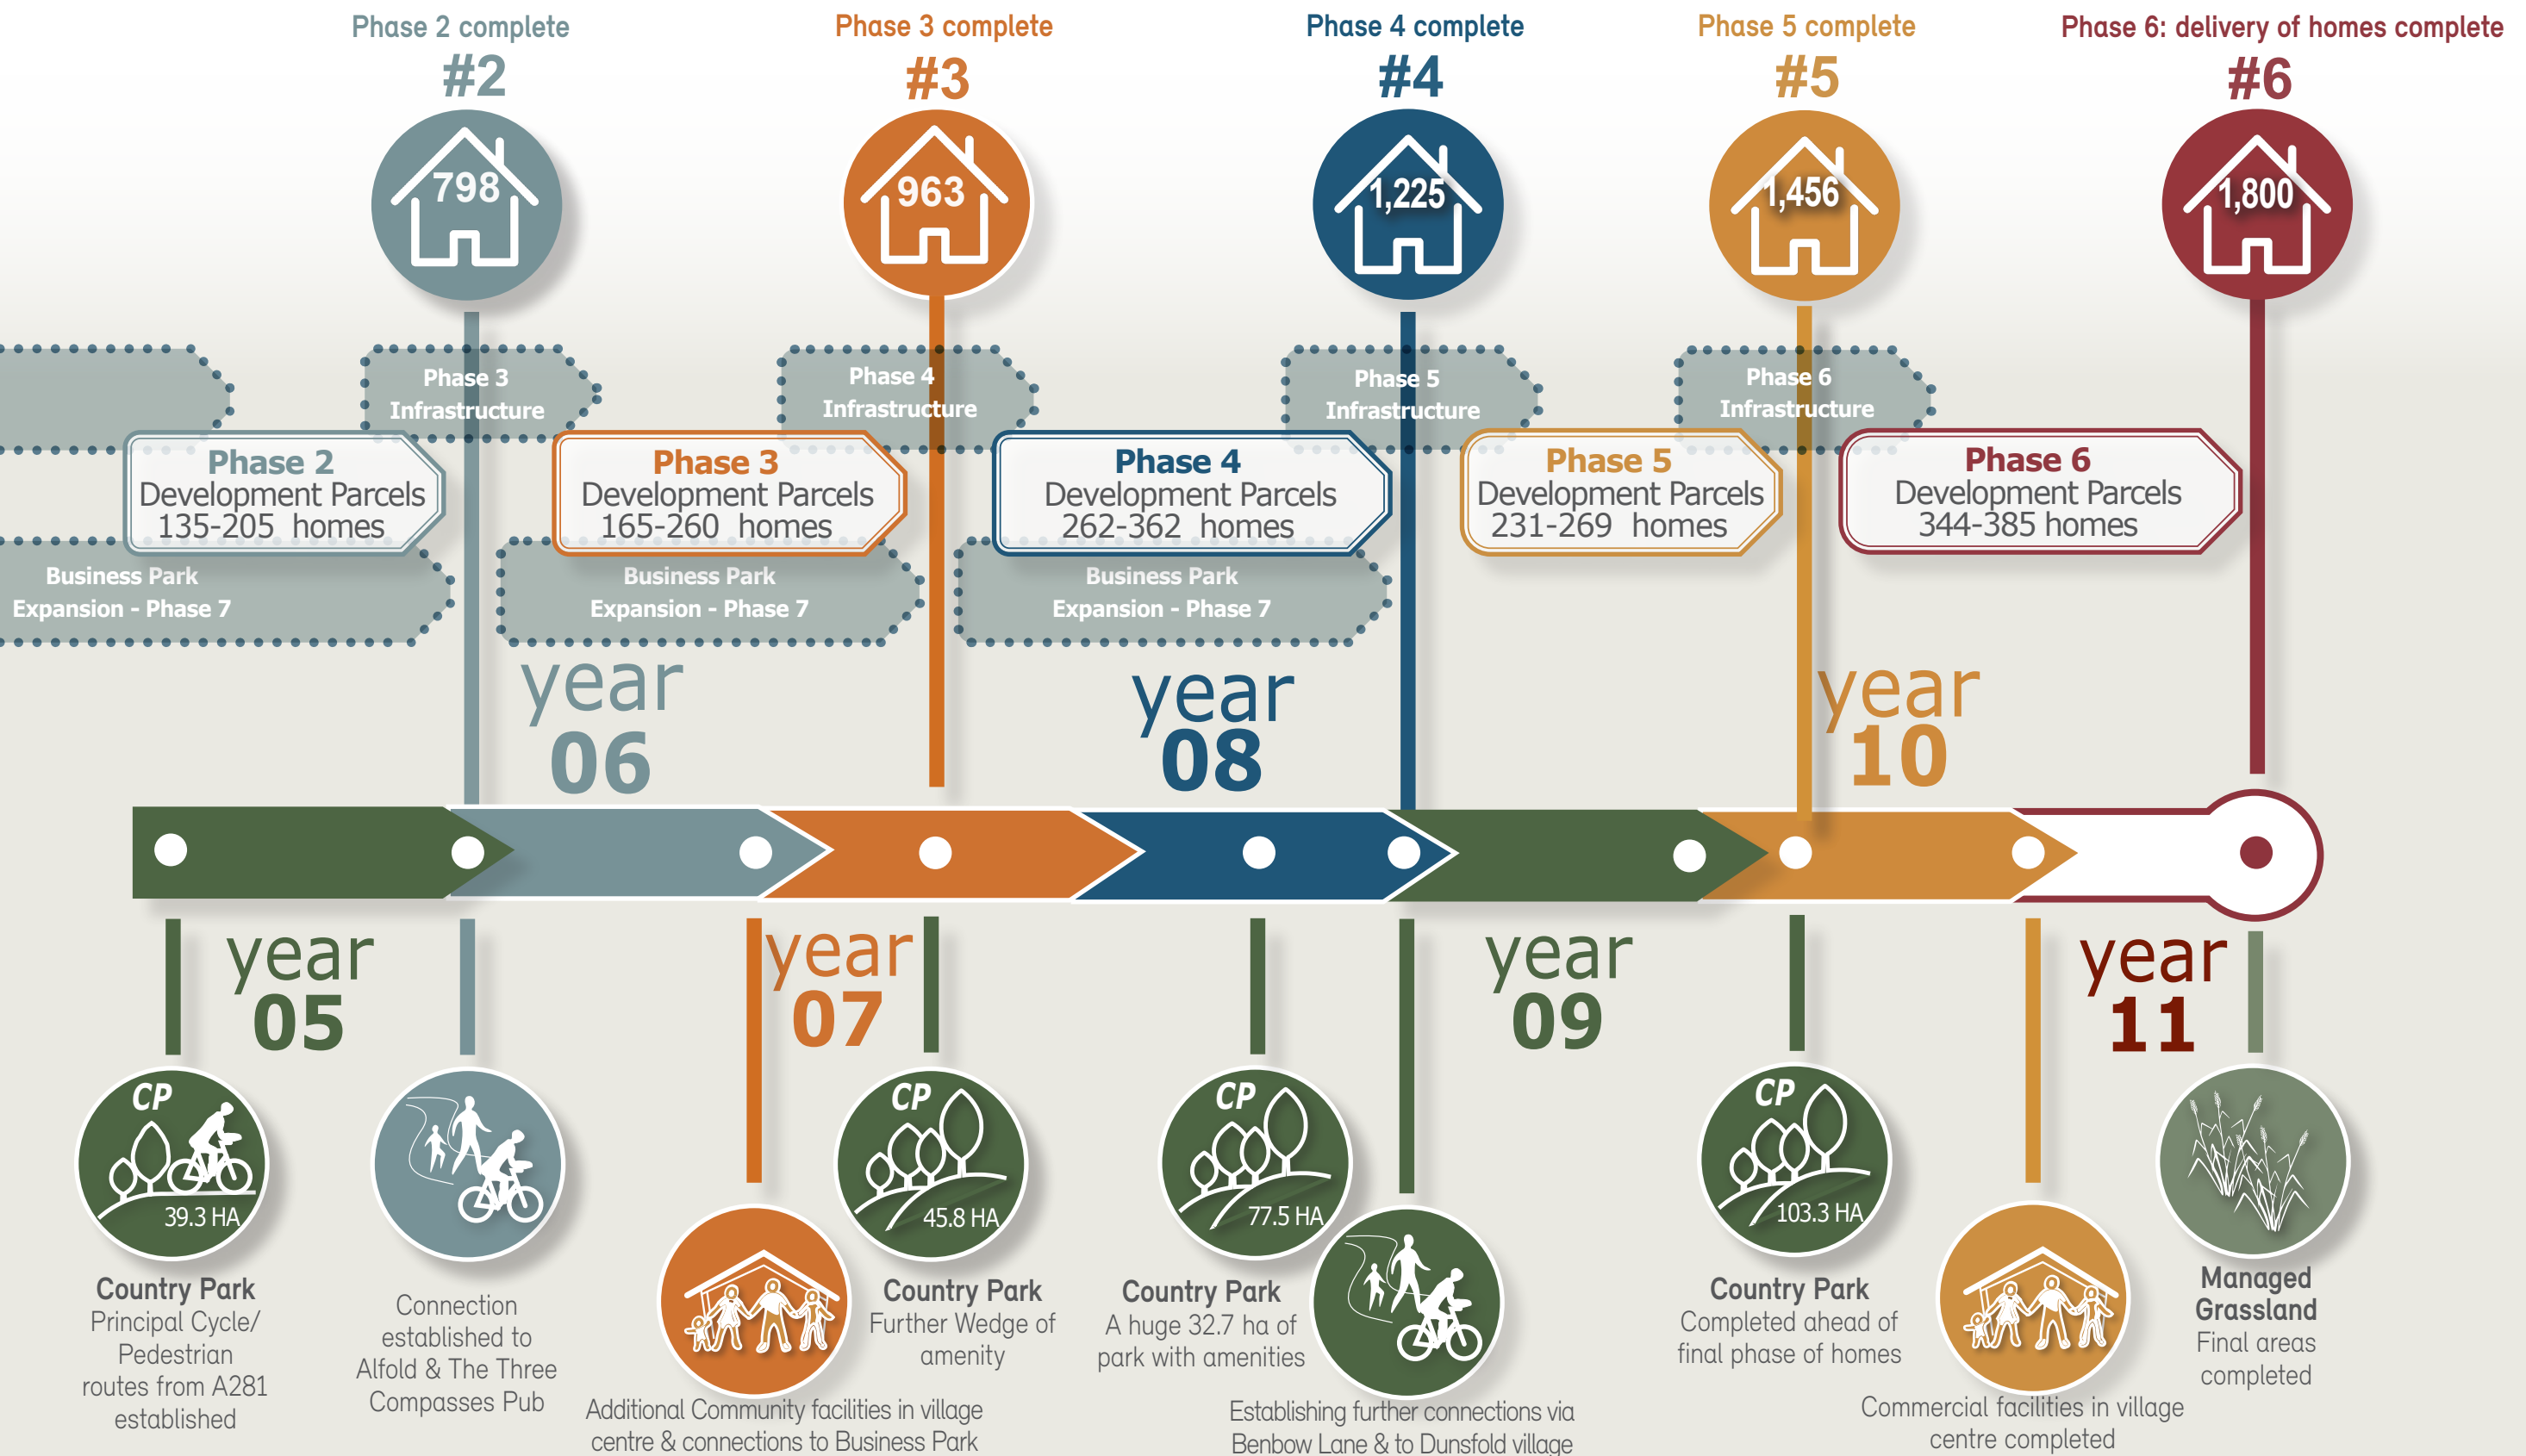 Phase 2 complete
#2
798
Phase 3 complete
#3
963
Phase 4 complete
#4
1,225
Phase 5 complete
#5
1,456
Phase 6: delivery of homes complete
#6
1,800
Phase 3
Infrastructure
Phase 4
Infrastructure
Phase 5
Infrastructure
Phase 6
Infrastructure
Phase 2
Development Parcels
135-205 homes
Phase 3
Development Parcels
165-260 homes
Phase 4
Development Parcels
262-362 homes
Phase 5
Development Parcels
231-269 homes
Phase 6
Development Parcels
344-385 homes
Business Park
Expansion - Phase 7
Business Park
Expansion - Phase 7
Business Park
Expansion - Phase 7
year
06
year
08
year
10
year
05
year
07
year
09
year
11
CP
39.3 HA
Country Park
Principal Cycle/
Pedestrian
routes from A281
established
Connection
established to
Alfold & The Three
Compasses Pub
Additional Community facilities in village
centre & connections to Business Park
CP
45.8 HA
Country Park
Further Wedge of
amenity
CP
77.5 HA
Country Park
A huge 32.7 ha of
park with amenities
Establishing further connections via
Benbow Lane & to Dunsfold village
CP
103.3 HA
Country Park
Completed ahead of
final phase of homes
Commercial facilities in village
centre completed
Managed
Grassland
Final areas
completed